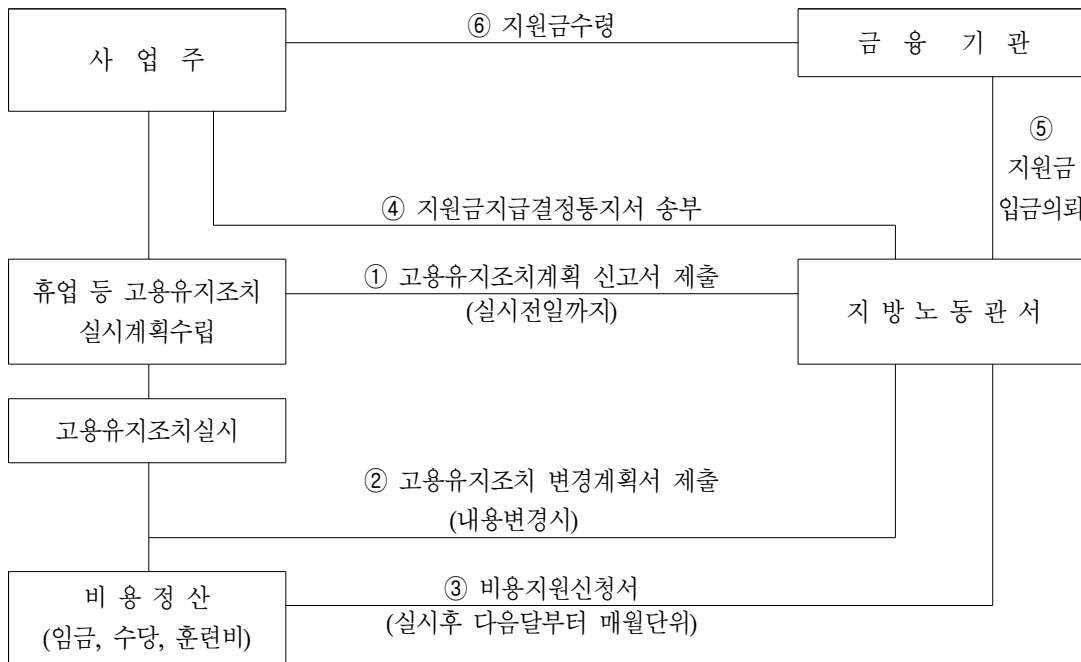 ⑥ 지원금수령
사 업 주
금 융 기 관
⑤
지원금
입금의뢰
④ 지원금지급결정통지서 송부
휴업 등 고용유지조치
실시계획수립
① 고용유지조치계획 신고서 제출
(실시전일까지)
지 방 노 동 관 서
고용유지조치실시
② 고용유지조치 변경계획서 제출
(내용변경시)
비 용 정 산
(임금, 수당, 훈련비)
③ 비용지원신청서
(실시후 다음달부터 매월단위)